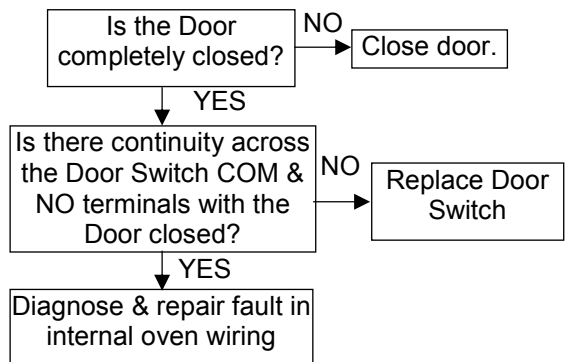 Is the Door
completely closed?
NO
Close door.
YES
Is there continuity across
the Door Switch COM &
NO terminals with the
Door closed?
NO
Replace Door
Switch
YES
Diagnose & repair fault in
internal oven wiring